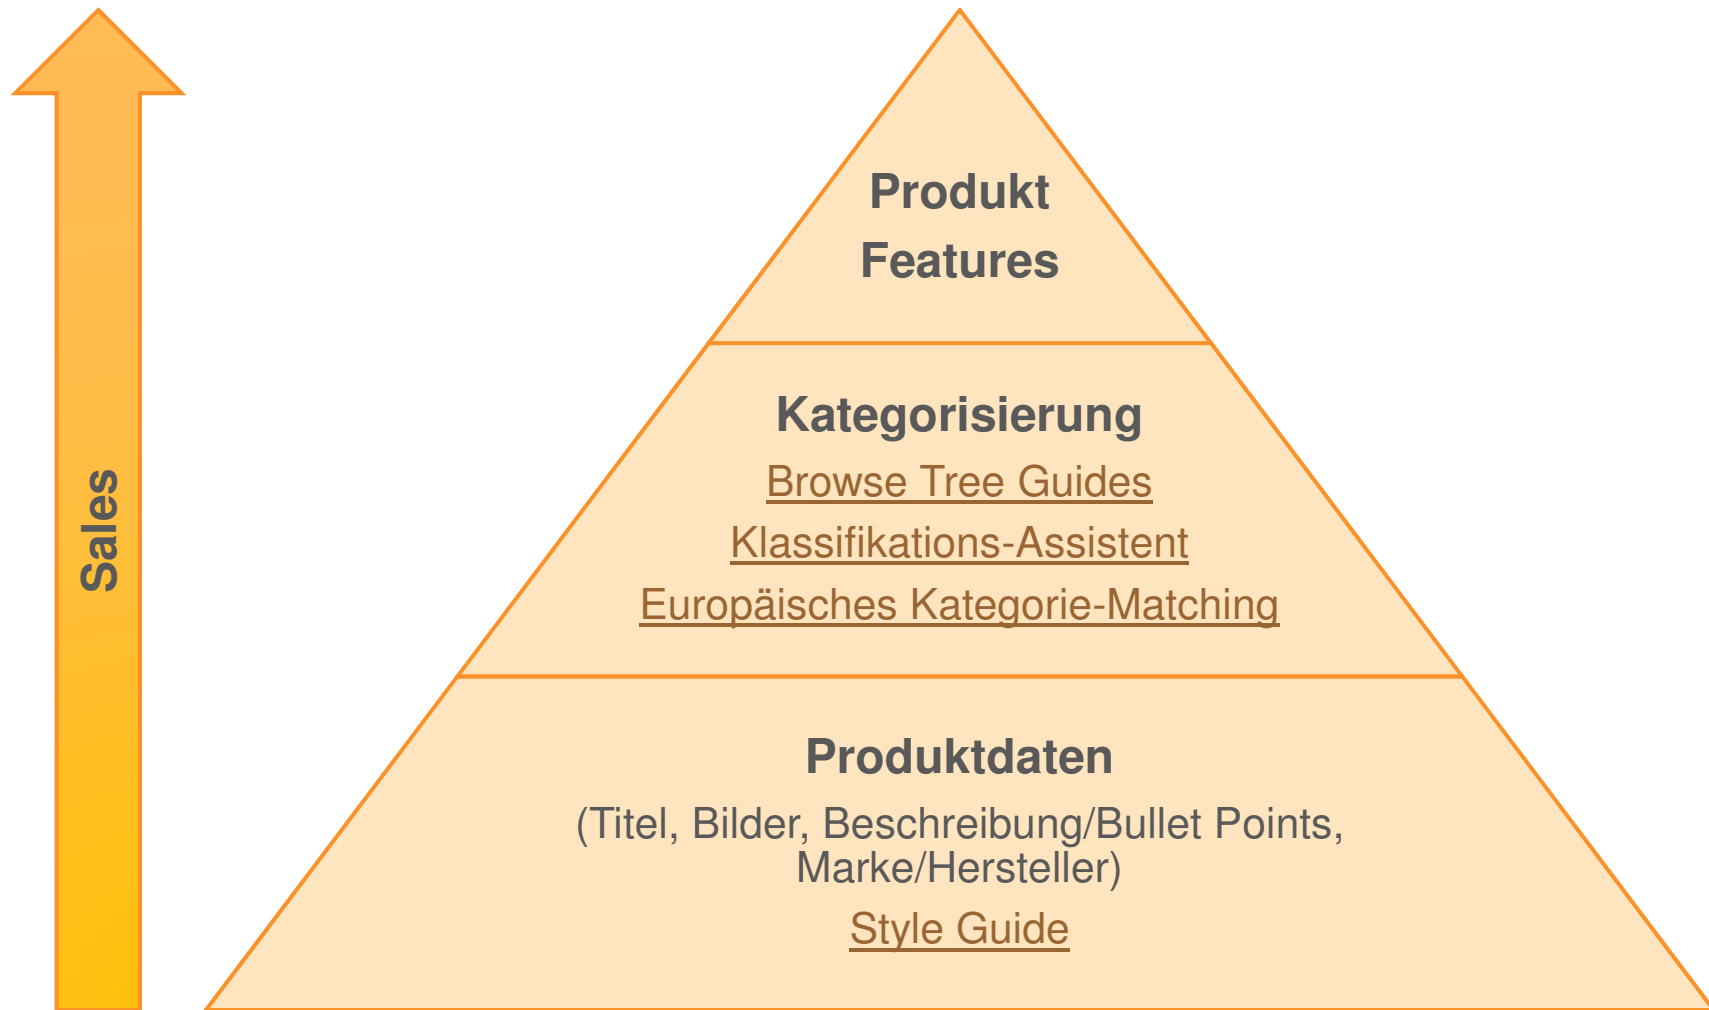 Sales
Produkt
Features
Kategorisierung
Browse Tree Guides
Klassifikations-Assistent
Europäisches Kategorie-Matching
Produktdaten
(Titel, Bilder, Beschreibung/Bullet Points,
Marke/Hersteller)
Style Guide